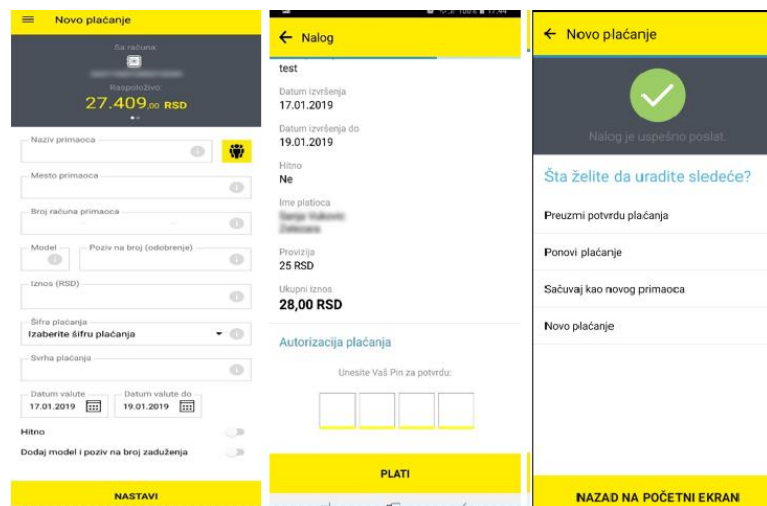 Novo plaćanje
Sa računa:
Raspoloživo:
27.409,00 RSD
Naziv primaoca
Mesto primaoca
Broj računa primaoca
Model
Poziv na broj (odobrenje)
Iznos (RSD)
Šifra plaćanja
Izaberite šifru plaćanja
Svrha plaćanja
Datum valute
Datum valute do
17.01.2019
19.01.2019
Hitno
Dodaj model i poziv na broj zaduženja
NASTAVI
Nalog
test
Datum izvršenja
17.01.2019
Datum izvršenja do
19.01.2019
Hitno
Ne
Ime platioca
Provizija
25 RSD
Ukupni iznos
28,00 RSD
Autorizacija plaćanja
Unesite Vaš Pin za potvrdu:
PLATI
Novo plaćanje
Nalog je uspešno poslat.
Šta želite da uradite sledeće?
Preuzmi potvrdu plaćanja
Ponovi plaćanje
Sačuvaj kao novog primaoca
Novo plaćanje
NAZAD NA POČETNI EKRAN